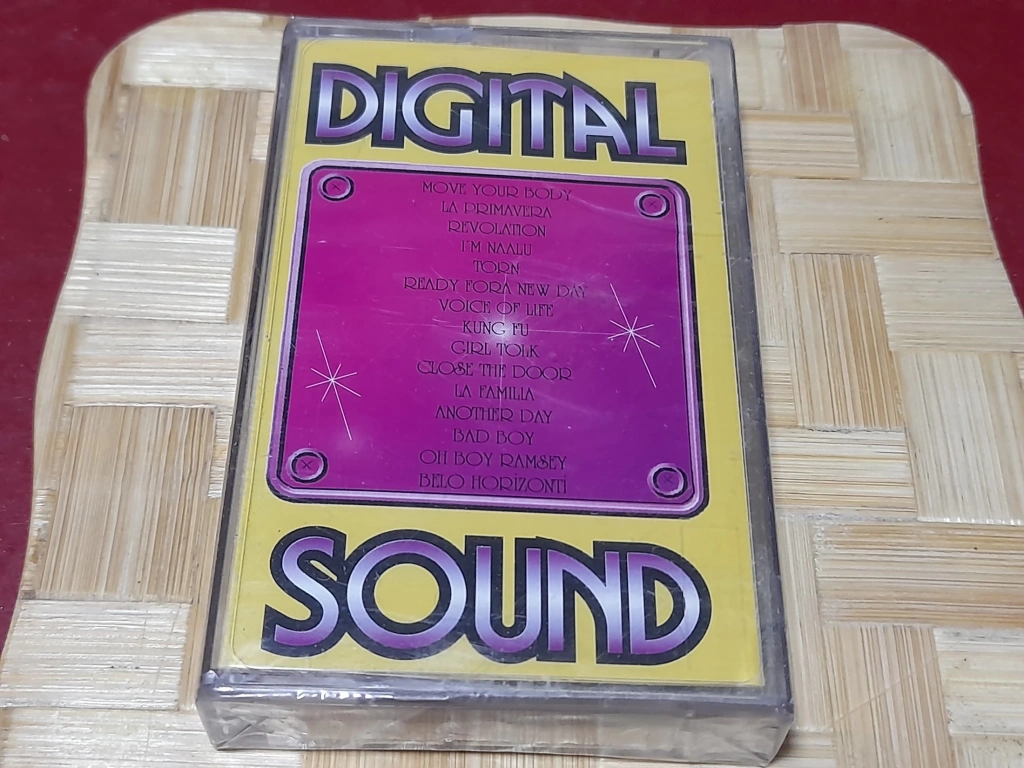 DIGITAL
MOVE YOUR BODY
LA PRIMAVERA
REVOLATION
I'M NAALU
TORN
READY FORA NEW DAY
VOICE OF LIFE
KUNG FU
GIRL TOLK
CLOSE THE DOOR
LA FAMILIA
ANOTHER DAY
BAD BOY
OH BOY RAMSEY
BELO HORIZONTI
SOUND